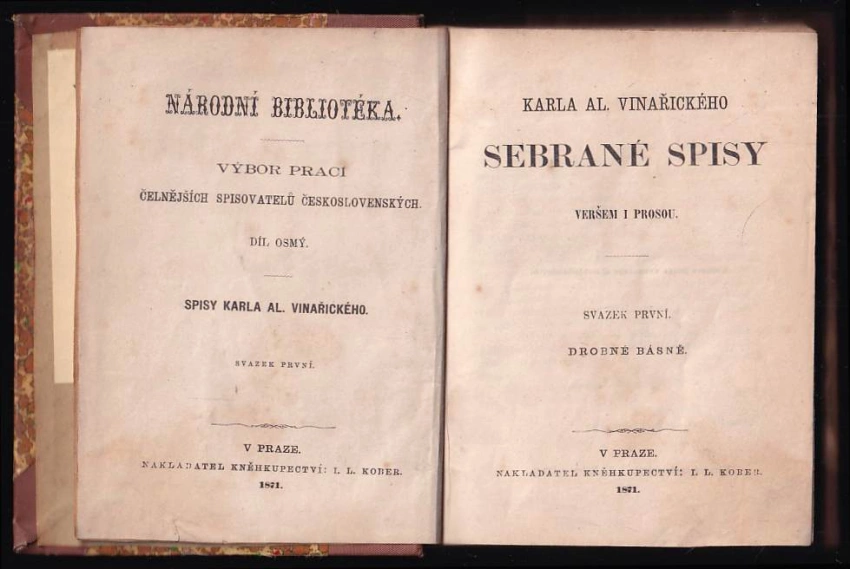 NÁRODNÍ BIBLIOTÉKA.
VÝBOR PRACÍ
ČELNĚJŠÍCH SPISOVATELŮ ČESKOSLOVENSKÝCH.
DÍL OSMÝ.
SPISY KARLA AL. VINAŘICKÉHO.
SVAZEK PRVNÍ.
V PRAZE.
NAKLADATEL KNĚHKUPECTVÍ: I. L. KOBER.
1871.
KARLA AL. VINAŘICKÉHO
SEBRANÉ SPISY
VERŠEM I PROSOU.
SVAZEK PRVNÍ.
DROBNÉ BÁSNĚ.
V PRAZE.
NAKLADATEL KNĚHKUPECTVÍ: I. L. KOBER.
1871.